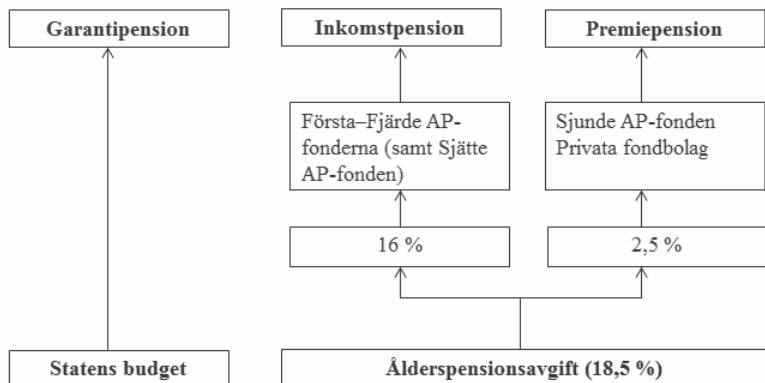 Garantipension
Inkomstpension
Premiepension
Första–Fjärde AP-
fonderna (samt Sjätte
AP-fonden)
Sjunde AP-fonden
Privata fondbolag
16 %
2,5 %
Statens budget
Ålderspensionsavgift (18,5 %)